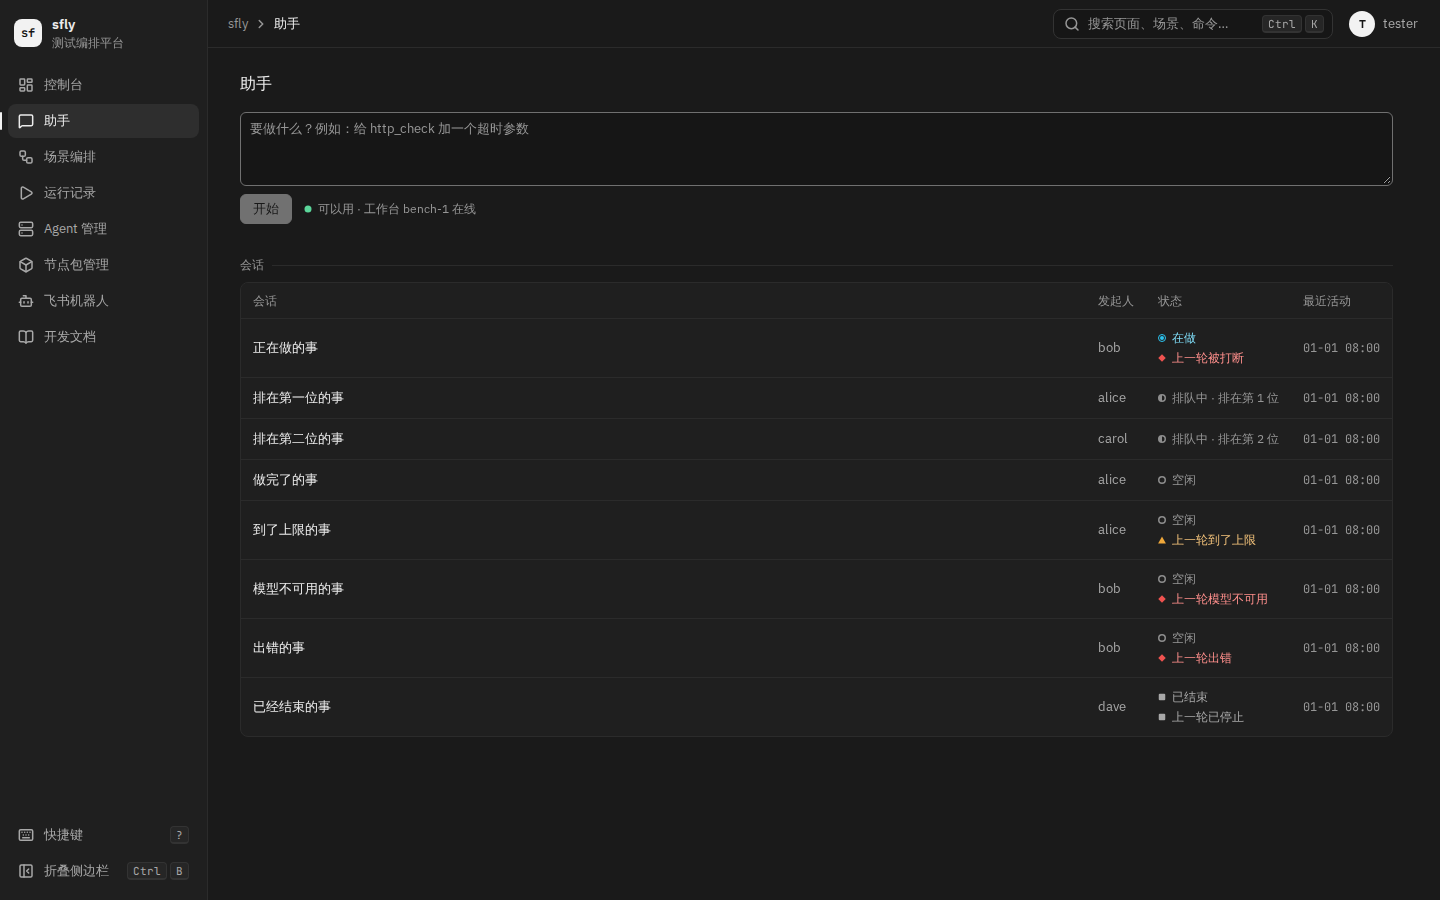 sf
sfly
测试编排平台
控制台
助手
场景编排
运行记录
Agent 管理
节点包管理
飞书机器人
开发文档
快捷键 ?
折叠侧边栏 Ctrl B
sfly > 助手
搜索页面、场景、命令... Ctrl K
T tester
助手
要做什么？例如：给 http_check 加一个超时参数
开始 可以用 · 工作台 bench-1 在线
会话
会话 发起人 状态 最近活动
正在做的事 bob 在做 01-01 08:00
上一轮被打断
排在第一位的事 alice 排队中 · 排在第 1 位 01-01 08:00
排在第二位的事 carol 排队中 · 排在第 2 位 01-01 08:00
做完了的事 alice 空闲 01-01 08:00
到了上限的事 alice 空闲 01-01 08:00
上一轮到了上限
模型不可用的事 bob 空闲 01-01 08:00
上一轮模型不可用
出错的事 bob 空闲 01-01 08:00
上一轮出错
已经结束的事 dave 已结束 01-01 08:00
上一轮已停止